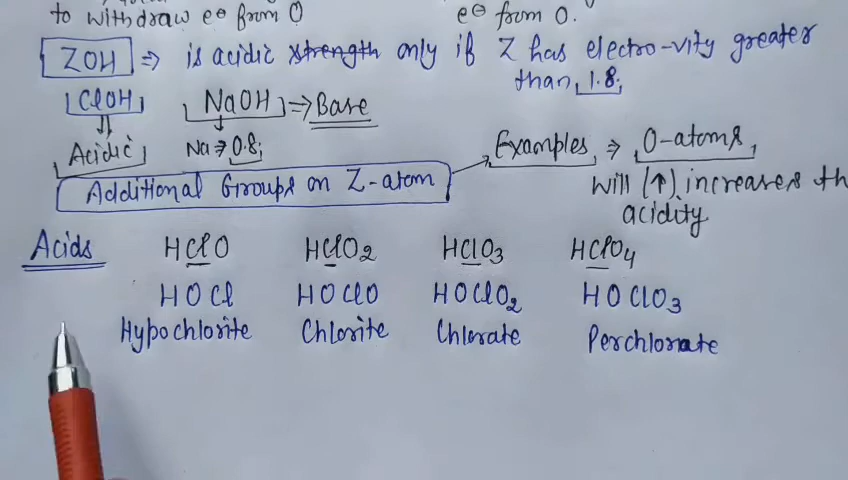 to withdraw e⊖ from O
e⊖ from O.
ZOH ⇒ is acidic strength only if Z has electro-vity greater
than 1.8;
ClOH NaOH ⇒ Base
Acidic Na ⇒ 0.8;
Examples ⇒ O-atoms
Additional Groups on Z-atom
will (↑) increases th
acidity
Acids HClO HClO2 HClO3 HClO4
HOCl HOClO HOClO2 HOClO3
Hypochlorite Chlorite Chlorate Perchlorate